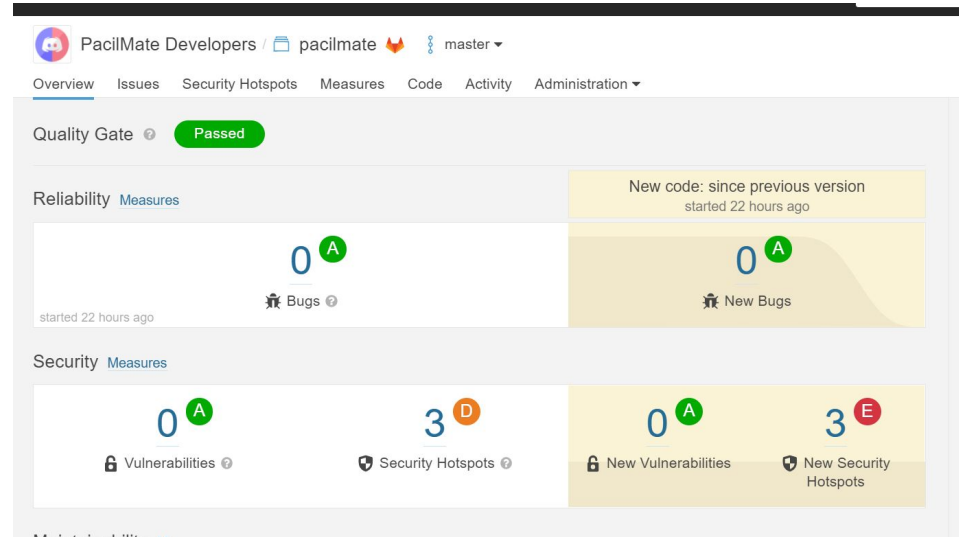 PacilMate Developers / pacilmate master
Overview Issues Security Hotspots Measures Code Activity Administration
Quality Gate ? Passed
New code: since previous version
started 22 hours ago
Reliability Measures
0 A
Bugs ?
started 22 hours ago
0 A
New Bugs
Security Measures
0 A
Vulnerabilities ?
3 D
Security Hotspots ?
0 A
New Vulnerabilities
3 E
New Security
Hotspots